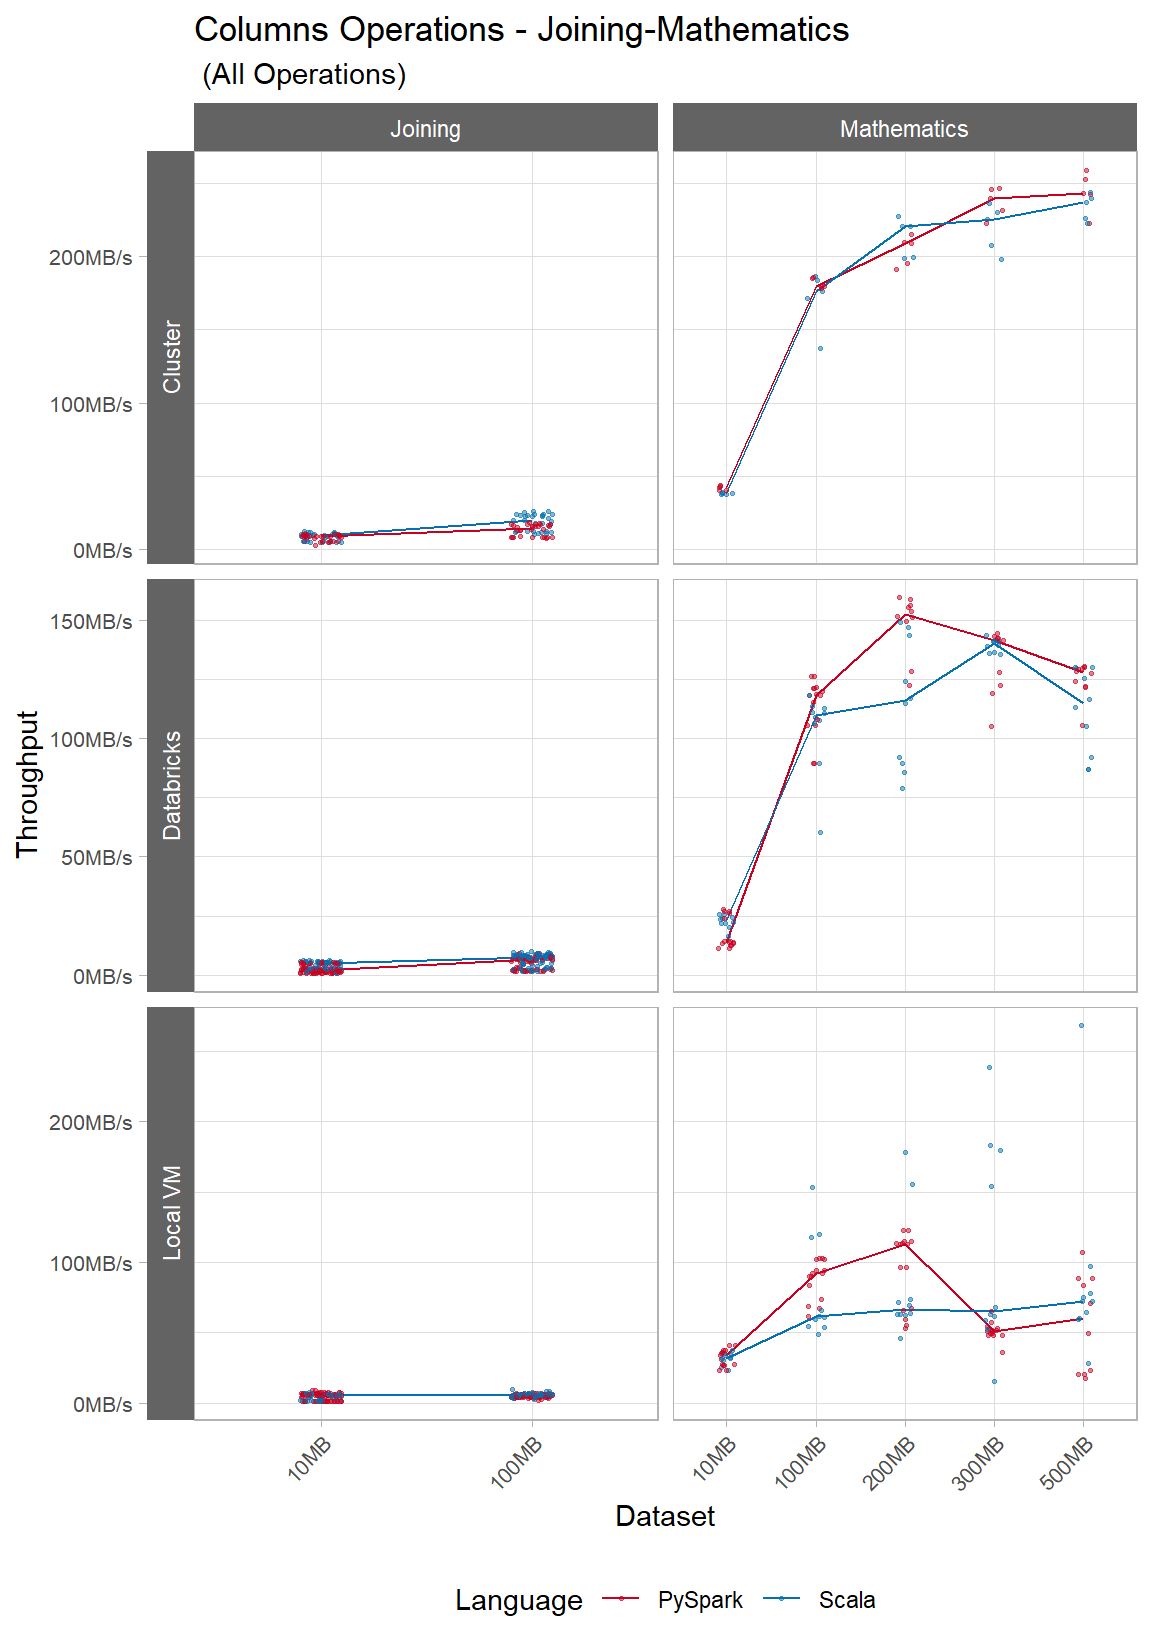 Columns Operations - Joining-Mathematics
(All Operations)
Joining
Mathematics
Throughput
Cluster
200MB/s
100MB/s
0MB/s
Databricks
150MB/s
100MB/s
50MB/s
0MB/s
Local VM
200MB/s
100MB/s
0MB/s
10MB
100MB
10MB
100MB
200MB
300MB
500MB
Dataset
Language PySpark Scala